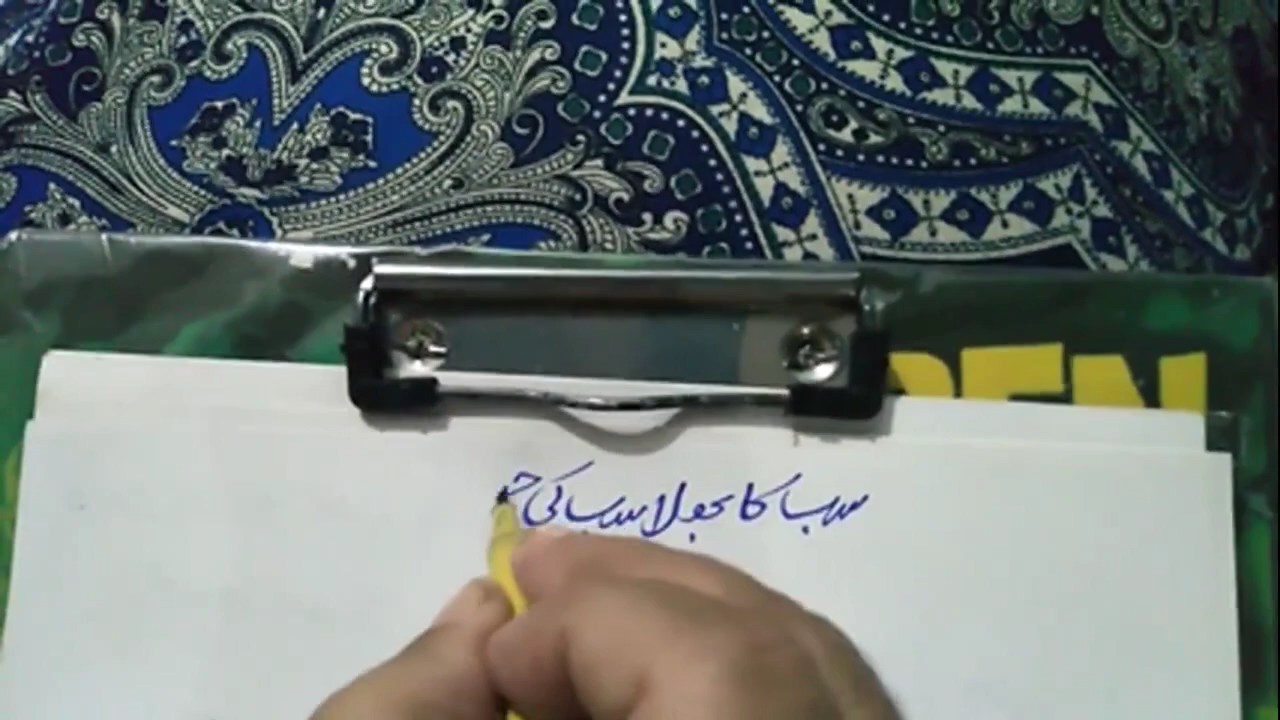 سب کا بھلا سب کی